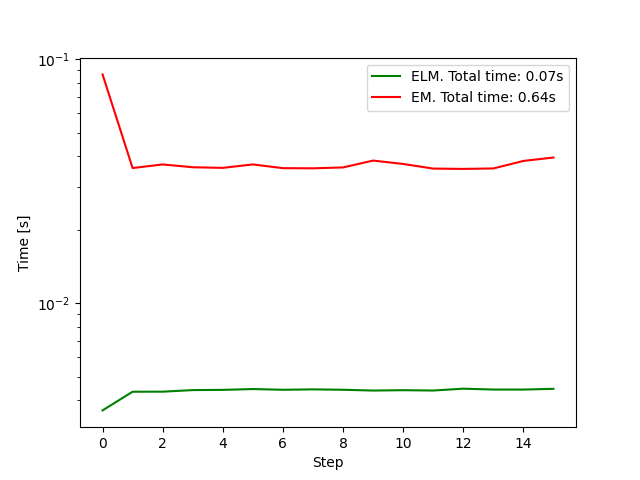 ELM. Total time: 0.07s
EM. Total time: 0.64s
10⁻¹
10⁻²
Time [s]
0 2 4 6 8 10 12 14
Step